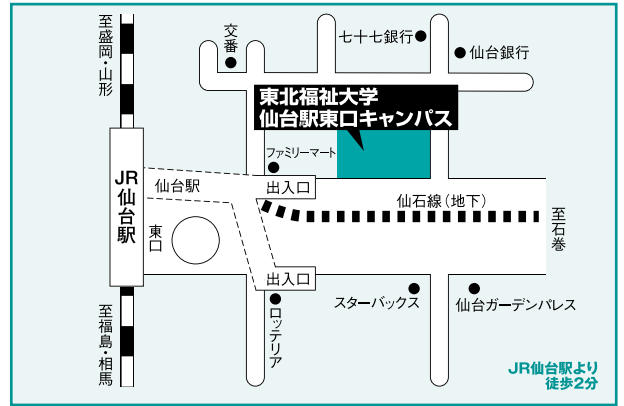 至盛岡・山形
交番
七十七銀行
仙台銀行
東北福祉大学
仙台駅東口キャンパス
ファミリーマート
JR仙台駅
仙台駅
出入口
仙石線（地下）
至石巻
東口
出入口
至福島・相馬
ロッテリア
スターバックス
仙台ガーデンパレス
JR仙台駅より
徒歩2分